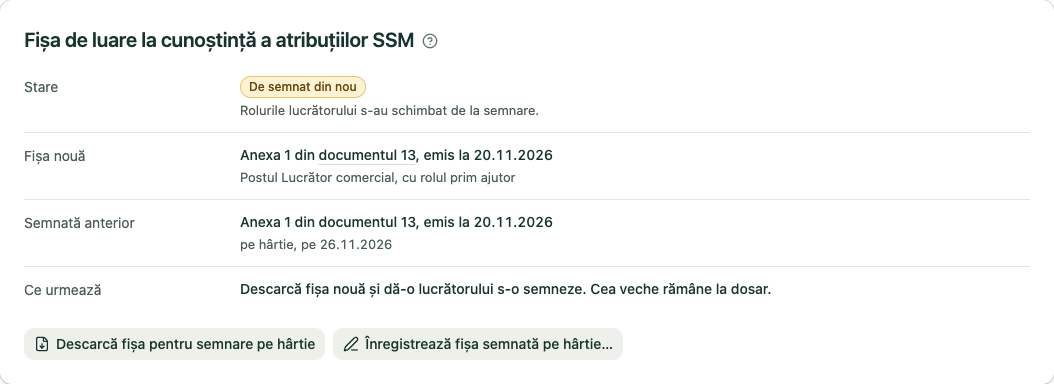 Fișa de luare la cunoștință a atribuțiilor SSM ?
Stare
De semnat din nou
Rolurile lucrătorului s-au schimbat de la semnare.
Fișa nouă
Anexa 1 din documentul 13, emis la 20.11.2026
Postul Lucrător comercial, cu rolul prim ajutor
Semnată anterior
Anexa 1 din documentul 13, emis la 20.11.2026
pe hârtie, pe 26.11.2026
Ce urmează
Descarcă fișa nouă și dă-o lucrătorului s-o semneze. Cea veche rămâne la dosar.
Descarcă fișa pentru semnare pe hârtie
Înregistrează fișa semnată pe hârtie...